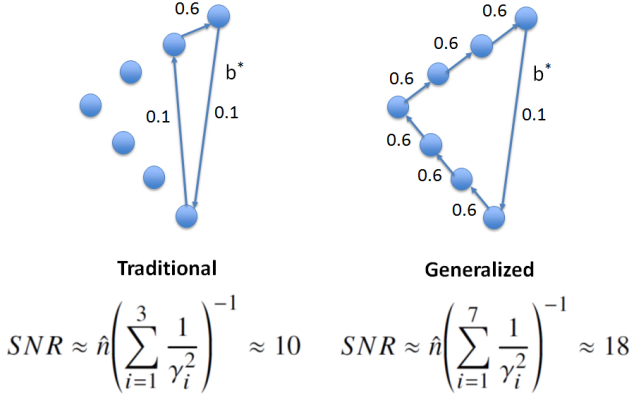 0.6
b*
0.1
0.1
Traditional
SNR ≈ n̂(∑_{i=1}^{3} 1/γ_i^2)^{-1} ≈ 10
0.6
0.6
0.6
b*
0.1
0.6
0.6
0.6
Generalized
SNR ≈ n̂(∑_{i=1}^{7} 1/γ_i^2)^{-1} ≈ 18